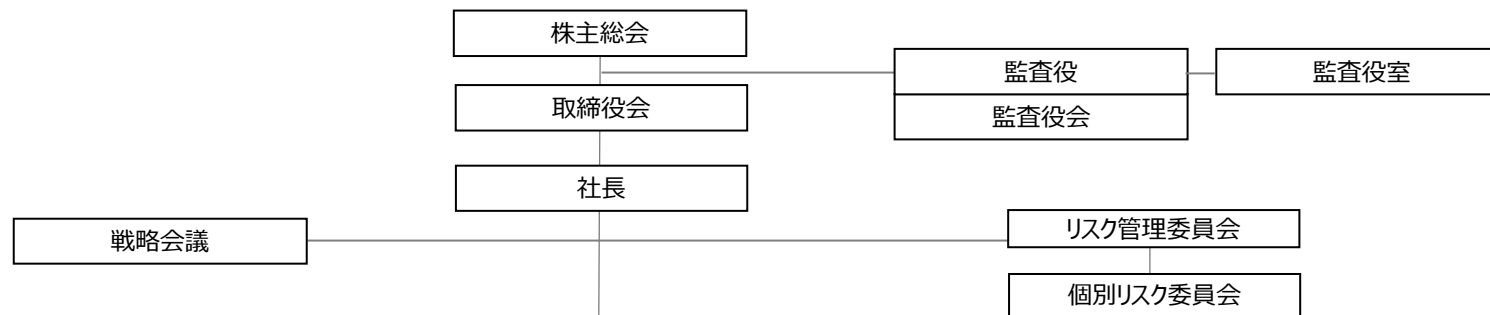 株主総会
監査役
監査役室
取締役会
監査役会
社長
戦略会議
リスク管理委員会
個別リスク委員会